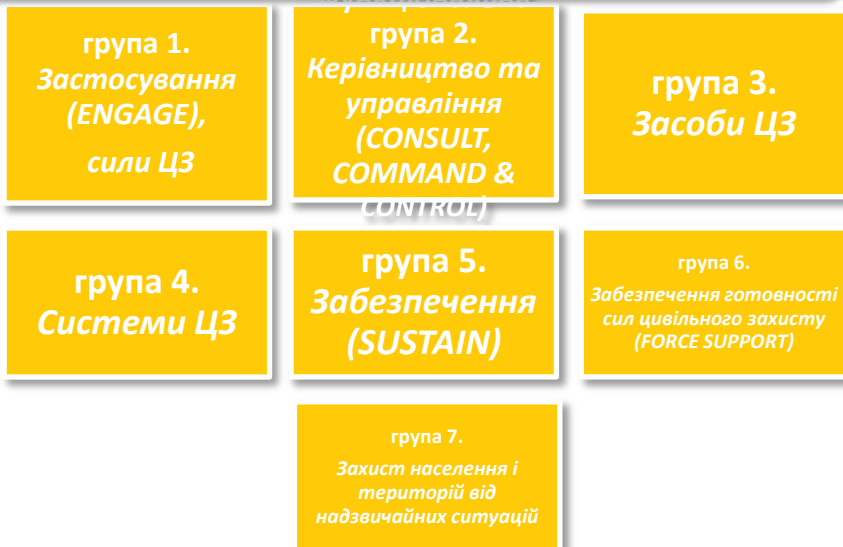 група 1.
Застосування
(ENGAGE),
сили ЦЗ
група 2.
Керівництво та
управління
(CONSULT,
COMMAND &
CONTROL)
група 3.
Засоби ЦЗ
група 4.
Системи ЦЗ
група 5.
Забезпечення
(SUSTAIN)
група 6.
Забезпечення готовності
сил цивільного захисту
(FORCE SUPPORT)
група 7.
Захист населення і
територій від
надзвичайних ситуацій